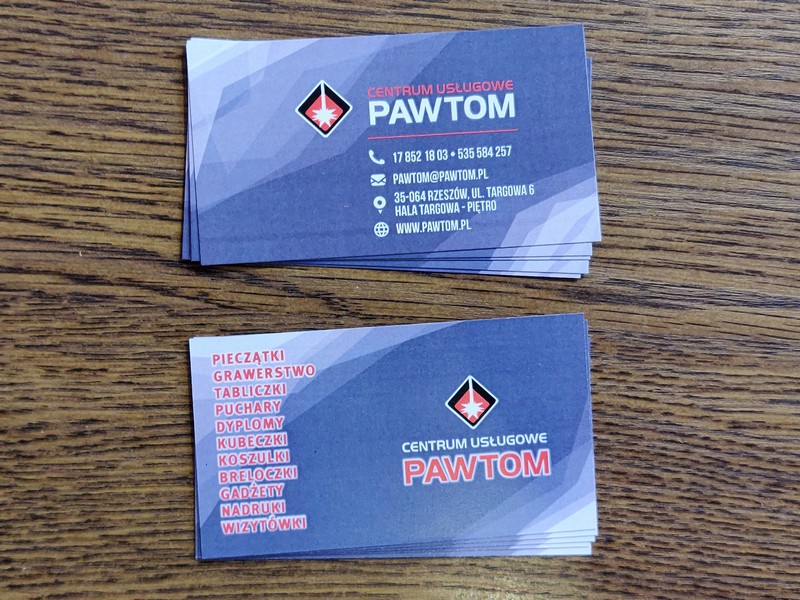 CENTRUM USŁUGOWE
PAWTOM
17 852 18 03 • 535 584 257
PAWTOM@PAWTOM.PL
35-064 RZESZÓW, UL. TARGOWA 6
HALA TARGOWA - PIĘTRO
WWW.PAWTOM.PL
PIECZĄTKI
GRAWERSTWO
TABLICZKI
PUCHARY
DYPLOMY
KUBECZKI
KOSZULKI
BRELOCZKI
GADŻETY
NADRUKI
WIZYTÓWKI
CENTRUM USŁUGOWE
PAWTOM